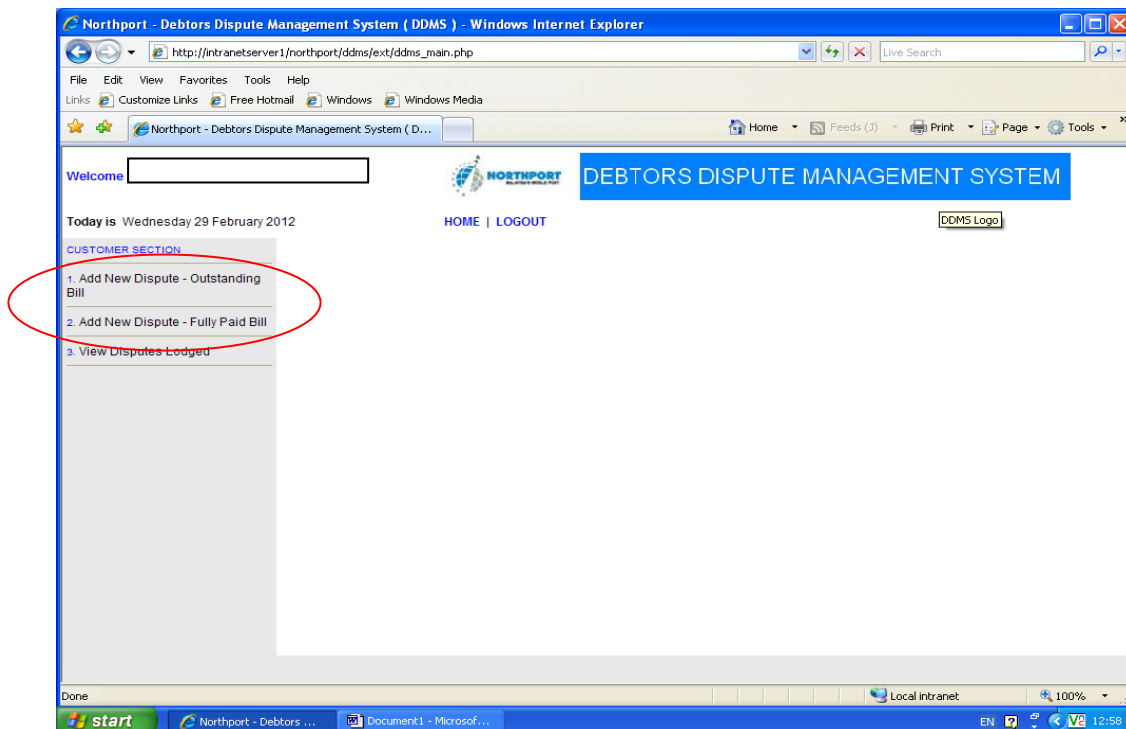 Northport - Debtors Dispute Management System ( DDMS ) - Windows Internet Explorer
http://intranetserver1/northport/ddms/ext/ddms_main.php
Live Search
File Edit View Favorites Tools Help
Links Customize Links Free Hotmail Windows Windows Media
Northport - Debtors Dispute Management System ( D...
Home Feeds (J) Print Page Tools »
Welcome
NORTHPORT
DEBTORS DISPUTE MANAGEMENT SYSTEM
Today is Wednesday 29 February 2012
HOME | LOGOUT
DDMS Logo
CUSTOMER SECTION
1. Add New Dispute - Outstanding
Bill
2. Add New Dispute - Fully Paid Bill
3. View Disputes Lodged
Done
Local intranet
100%
start
Northport - Debtors ...
Document1 - Microsof...
EN
12:58